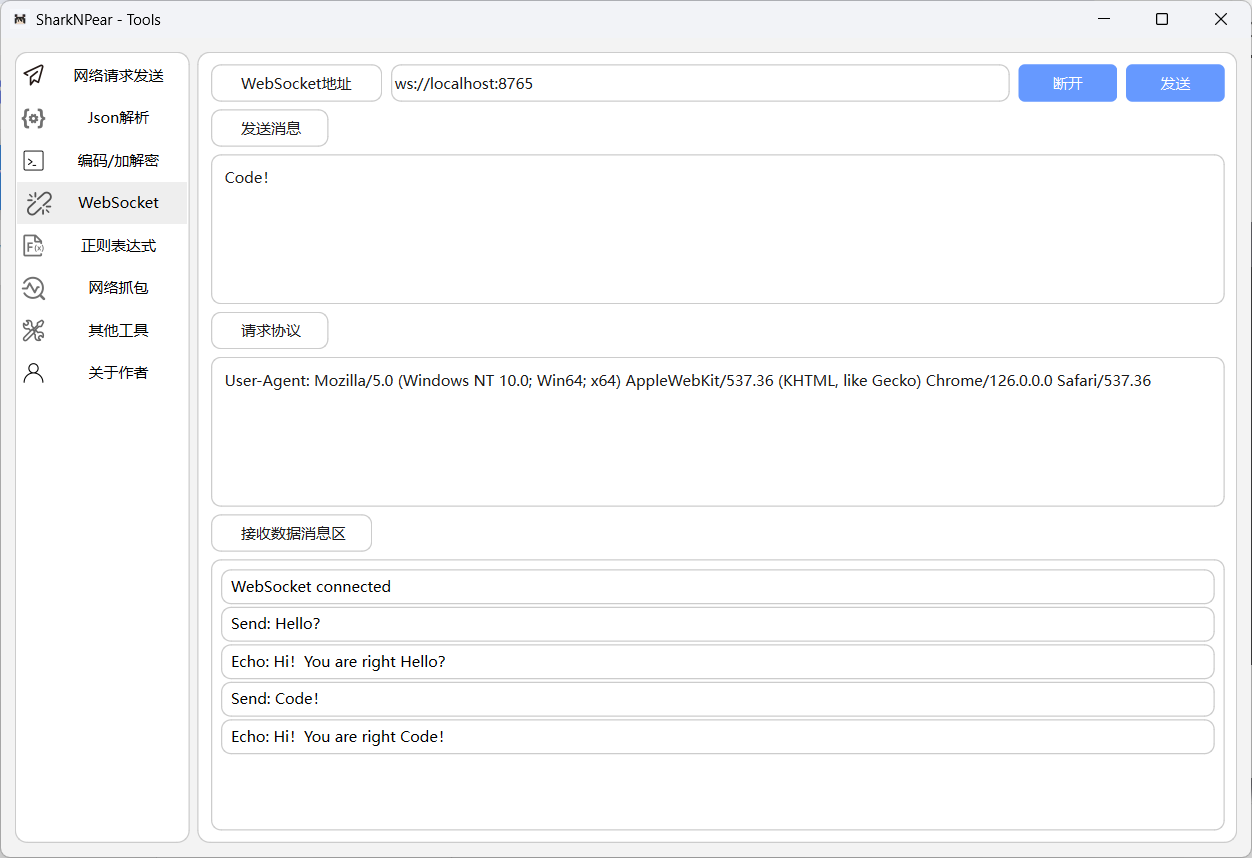 SharkNPear - Tools
网络请求发送
Json解析
编码/加解密
WebSocket
正则表达式
网络抓包
其他工具
关于作者
WebSocket地址
ws://localhost:8765
断开
发送
发送消息
Code！
请求协议
User-Agent: Mozilla/5.0 (Windows NT 10.0; Win64; x64) AppleWebKit/537.36 (KHTML, like Gecko) Chrome/126.0.0.0 Safari/537.36
接收数据消息区
WebSocket connected
Send: Hello?
Echo: Hi！You are right Hello?
Send: Code！
Echo: Hi！You are right Code！